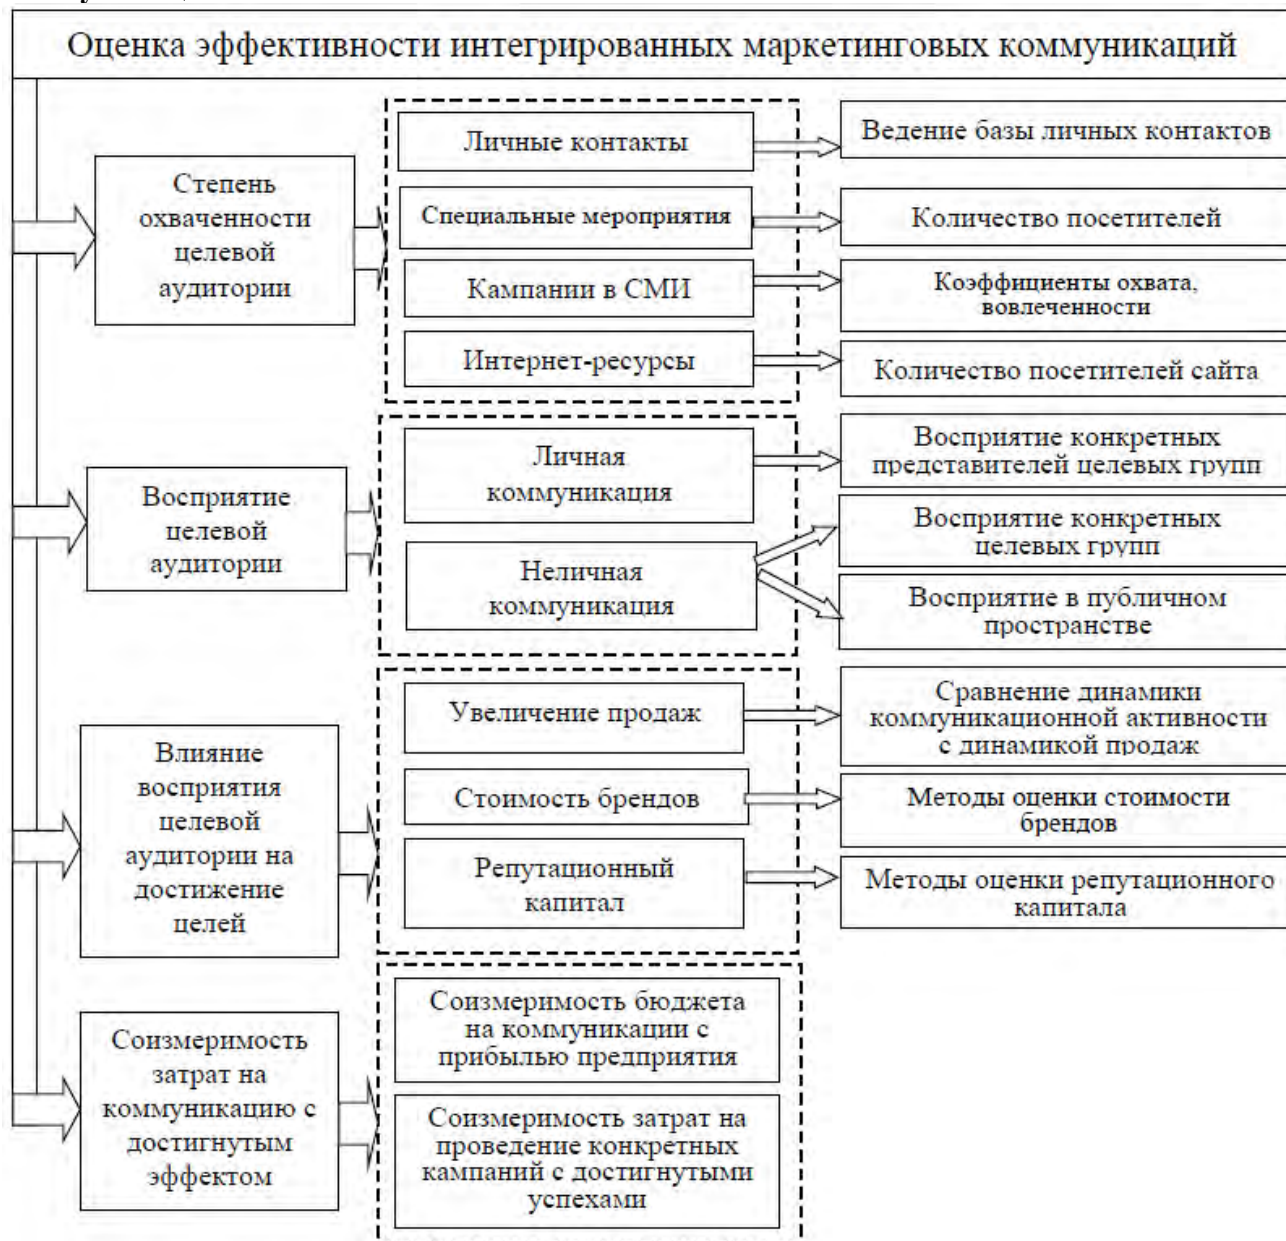 Оценка эффективности интегрированных маркетинговых коммуникаций
Степень
охваченности
целевой
аудитории
Личные контакты
Ведение базы личных контактов
Специальные мероприятия
Количество посетителей
Кампании в СМИ
Коэффициенты охвата,
вовлеченности
Интернет-ресурсы
Количество посетителей сайта
Восприятие
целевой
аудитории
Личная
коммуникация
Восприятие конкретных
представителей целевых групп
Неличная
коммуникация
Восприятие конкретных
целевых групп
Восприятие в публичном
пространстве
Влияние
восприятия
целевой
аудитории на
достижение
целей
Увеличение продаж
Сравнение динамики
коммуникационной активности
с динамикой продаж
Стоимость брендов
Методы оценки стоимости
брендов
Репутационный
капитал
Методы оценки репутационного
капитала
Соизмеримость
затрат на
коммуникацию с
достигнутым
эффектом
Соизмеримость бюджета
на коммуникации с
прибылью предприятия
Соизмеримость затрат на
проведение конкретных
кампаний с достигнутыми
успехами